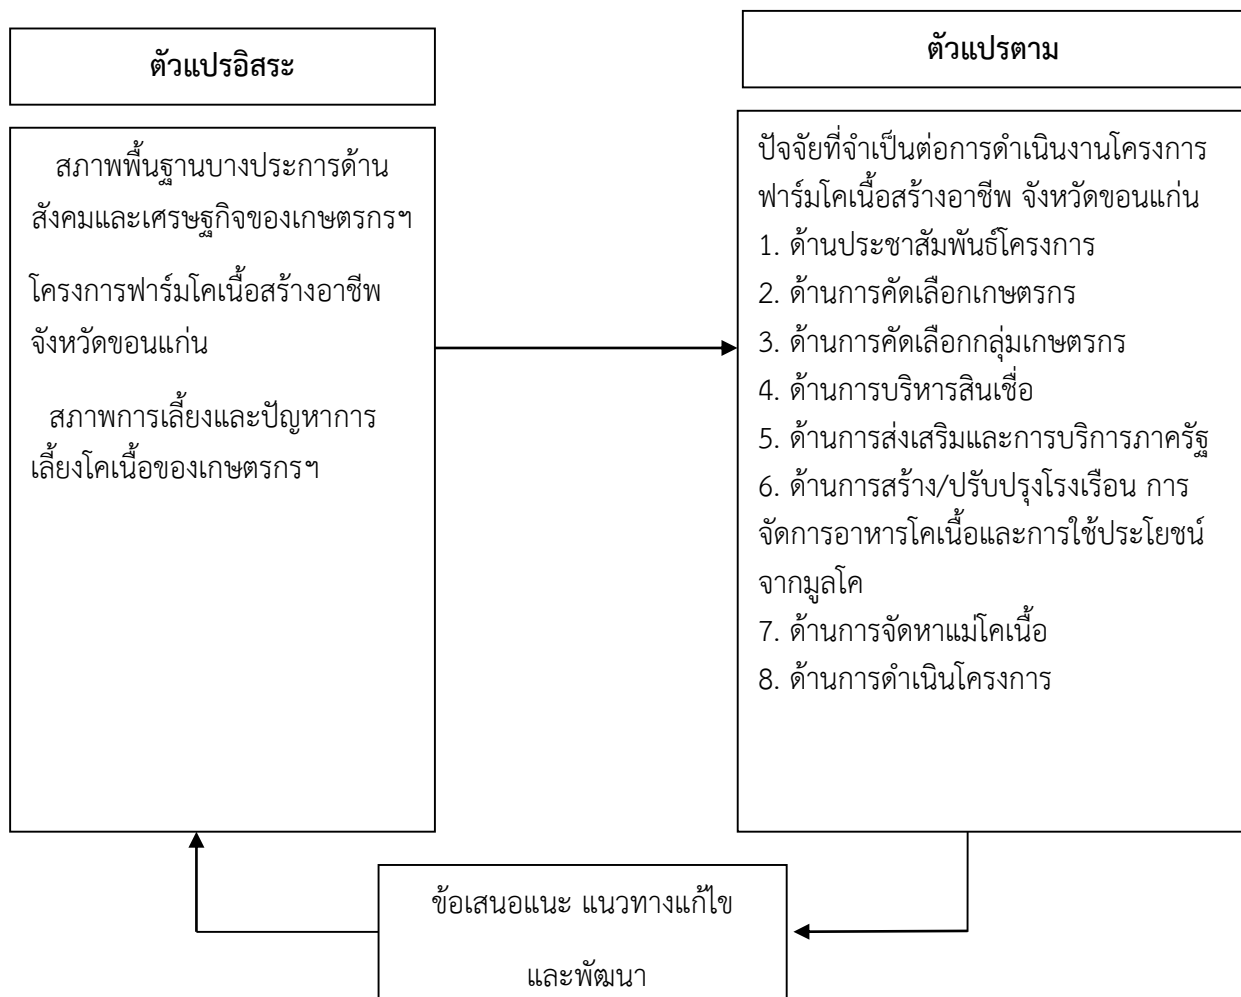 ตัวแปรอิสระ
สภาพพื้นฐานบางประการด้าน
สังคมและเศรษฐกิจของเกษตรกรฯ
โครงการฟาร์มโคเนื้อสร้างอาชีพ
จังหวัดขอนแก่น
สภาพการเลี้ยงและปัญหาการ
เลี้ยงโคเนื้อของเกษตรกรฯ
ตัวแปรตาม
ปัจจัยที่จำเป็นต่อการดำเนินงานโครงการ
ฟาร์มโคเนื้อสร้างอาชีพ จังหวัดขอนแก่น
1. ด้านประชาสัมพันธ์โครงการ
2. ด้านการคัดเลือกเกษตรกร
3. ด้านการคัดเลือกกลุ่มเกษตรกร
4. ด้านการบริหารสินเชื่อ
5. ด้านการส่งเสริมและการบริการภาครัฐ
6. ด้านการสร้าง/ปรับปรุงโรงเรือน การ
จัดการอาหารโคเนื้อและการใช้ประโยชน์
จากมูลโค
7. ด้านการจัดหาแม่โคเนื้อ
8. ด้านการดำเนินโครงการ
ข้อเสนอแนะ แนวทางแก้ไข
และพัฒนา